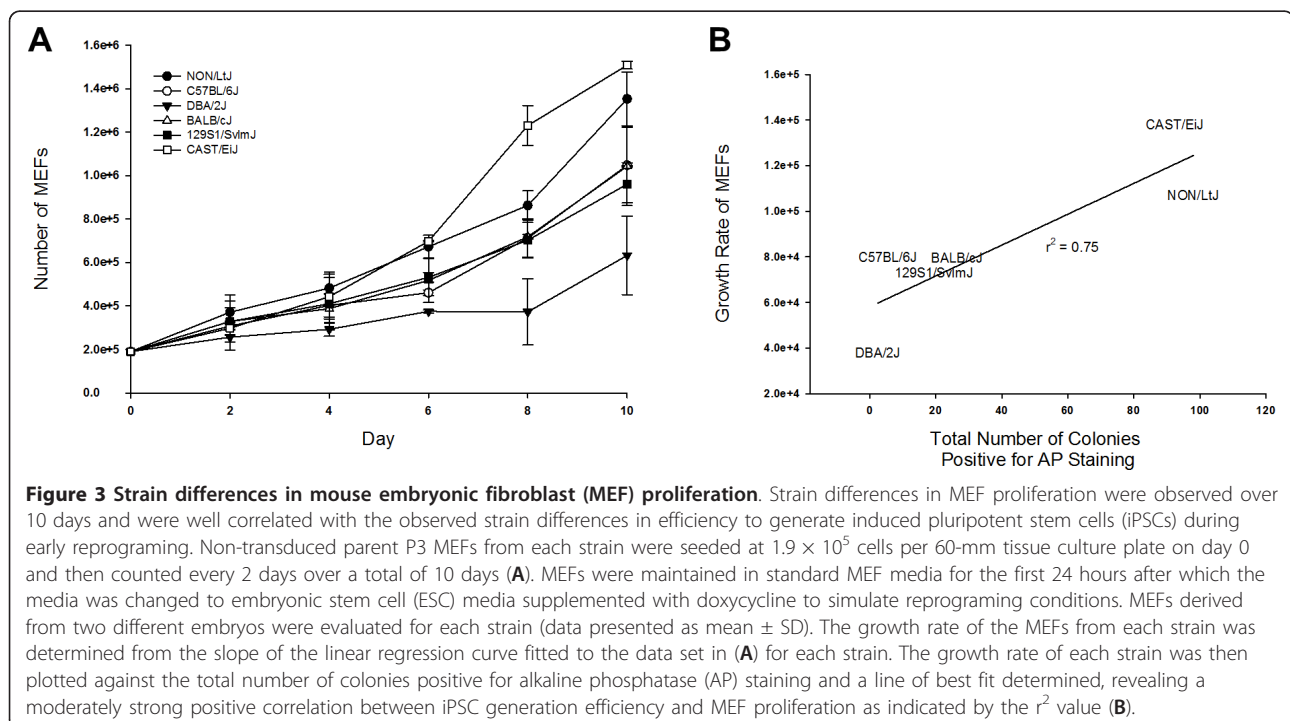 A
1.6e+6
1.4e+6
1.2e+6
1.0e+6
8.0e+5
6.0e+5
4.0e+5
2.0e+5
0.0
Number of MEFs
NON/LtJ
C57BL/6J
DBA/2J
BALB/cJ
129S1/SvlmJ
CAST/EiJ
0 2 4 6 8 10
Day
B
1.6e+5
1.4e+5
1.2e+5
1.0e+5
8.0e+4
6.0e+4
4.0e+4
2.0e+4
Growth Rate of MEFs
CAST/EiJ
NON/LtJ
C57BL/6J
BALB/cJ
129S1/SvlmJ
DBA/2J
r² = 0.75
0 20 40 60 80 100 120
Total Number of Colonies
Positive for AP Staining
Figure 3 Strain differences in mouse embryonic fibroblast (MEF) proliferation. Strain differences in MEF proliferation were observed over
10 days and were well correlated with the observed strain differences in efficiency to generate induced pluripotent stem cells (iPSCs) during
early reprograming. Non-transduced parent P3 MEFs from each strain were seeded at 1.9 × 10⁵ cells per 60-mm tissue culture plate on day 0
and then counted every 2 days over a total of 10 days (A). MEFs were maintained in standard MEF media for the first 24 hours after which the
media was changed to embryonic stem cell (ESC) media supplemented with doxycycline to simulate reprograming conditions. MEFs derived
from two different embryos were evaluated for each strain (data presented as mean ± SD). The growth rate of the MEFs from each strain was
determined from the slope of the linear regression curve fitted to the data set in (A) for each strain. The growth rate of each strain was then
plotted against the total number of colonies positive for alkaline phosphatase (AP) staining and a line of best fit determined, revealing a
moderately strong positive correlation between iPSC generation efficiency and MEF proliferation as indicated by the r² value (B).